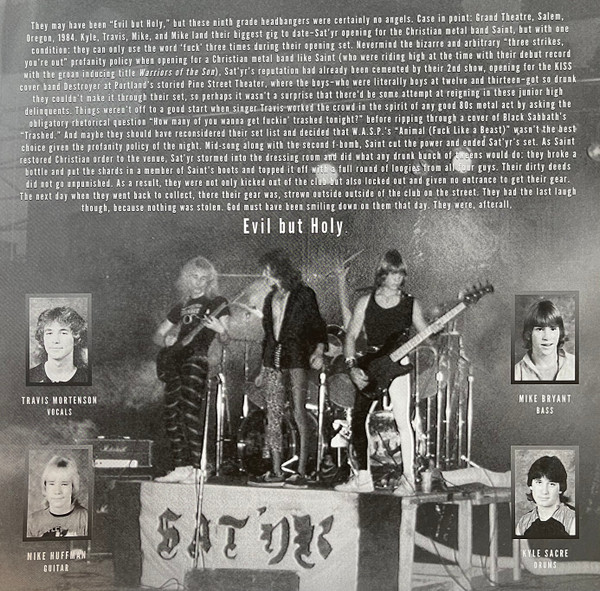 They may have been “Evil but Holy,” but these ninth grade headbangers were certainly no angels. Case in point: Grand Theatre, Salem,
Oregon, 1984. Kyle, Travis, Mike, and Mike land their biggest gig to date–Sat'yr opening for the Christian metal band Saint, but with one
condition: they can only use the word ‘fuck’ three times during their opening set. Nevermind the bizarre and arbitrary “three strikes,
you're out” profanity policy when opening for a Christian metal band like Saint (who were riding high at the time with their debut record
with the groan inducing title Warriors of the Son), Sat'yr's reputation had already been cemented by their 2nd show, opening for the KISS
cover band Destroyer at Portland's storied Pine Street Theater, where the boys–who were literally boys at twelve and thirteen–got so drunk
they couldn't make it through their set, so perhaps it wasn't a surprise that there'd be some attempt at reigning in these junior high
delinquents. Things weren't off to a good start when singer Travis worked the crowd in the spirit of any good 80s metal act by asking the
obligatory rhetorical question “How many of you wanna get fuckin' trashed tonight?” before ripping through a cover of Black Sabbath's
“Trashed.” And maybe they should have reconsidered their set list and decided that W.A.S.P.'s “Animal (Fuck Like a Beast)” wasn't the best
choice given the profanity policy of the night. Mid-song along with the second f-bomb, Saint cut the power and ended Sat'yr's set. As Saint
restored Christian order to the venue, Sat'yr stormed into the dressing room and did what any drunk bunch of teens would do: they broke a
bottle and put the shards in a member of Saint's boots and topped it off with a full round of loogies from all four guys. Their dirty deeds
did not go unpunished. As a result, they were not only kicked out of the club but also locked out and given no entrance to get their gear.
The next day when they went back to collect, there their gear was, strewn outside outside of the club on the street. They had the last laugh
though, because nothing was stolen. God must have been smiling down on them that day. They were, afterall,
Evil but Holy
TRAVIS MORTENSON
VOCALS
MIKE BRYANT
BASS
Marshall
SAT'YR
MIKE HUFFMAN
GUITAR
KYLE SACRE
DRUMS